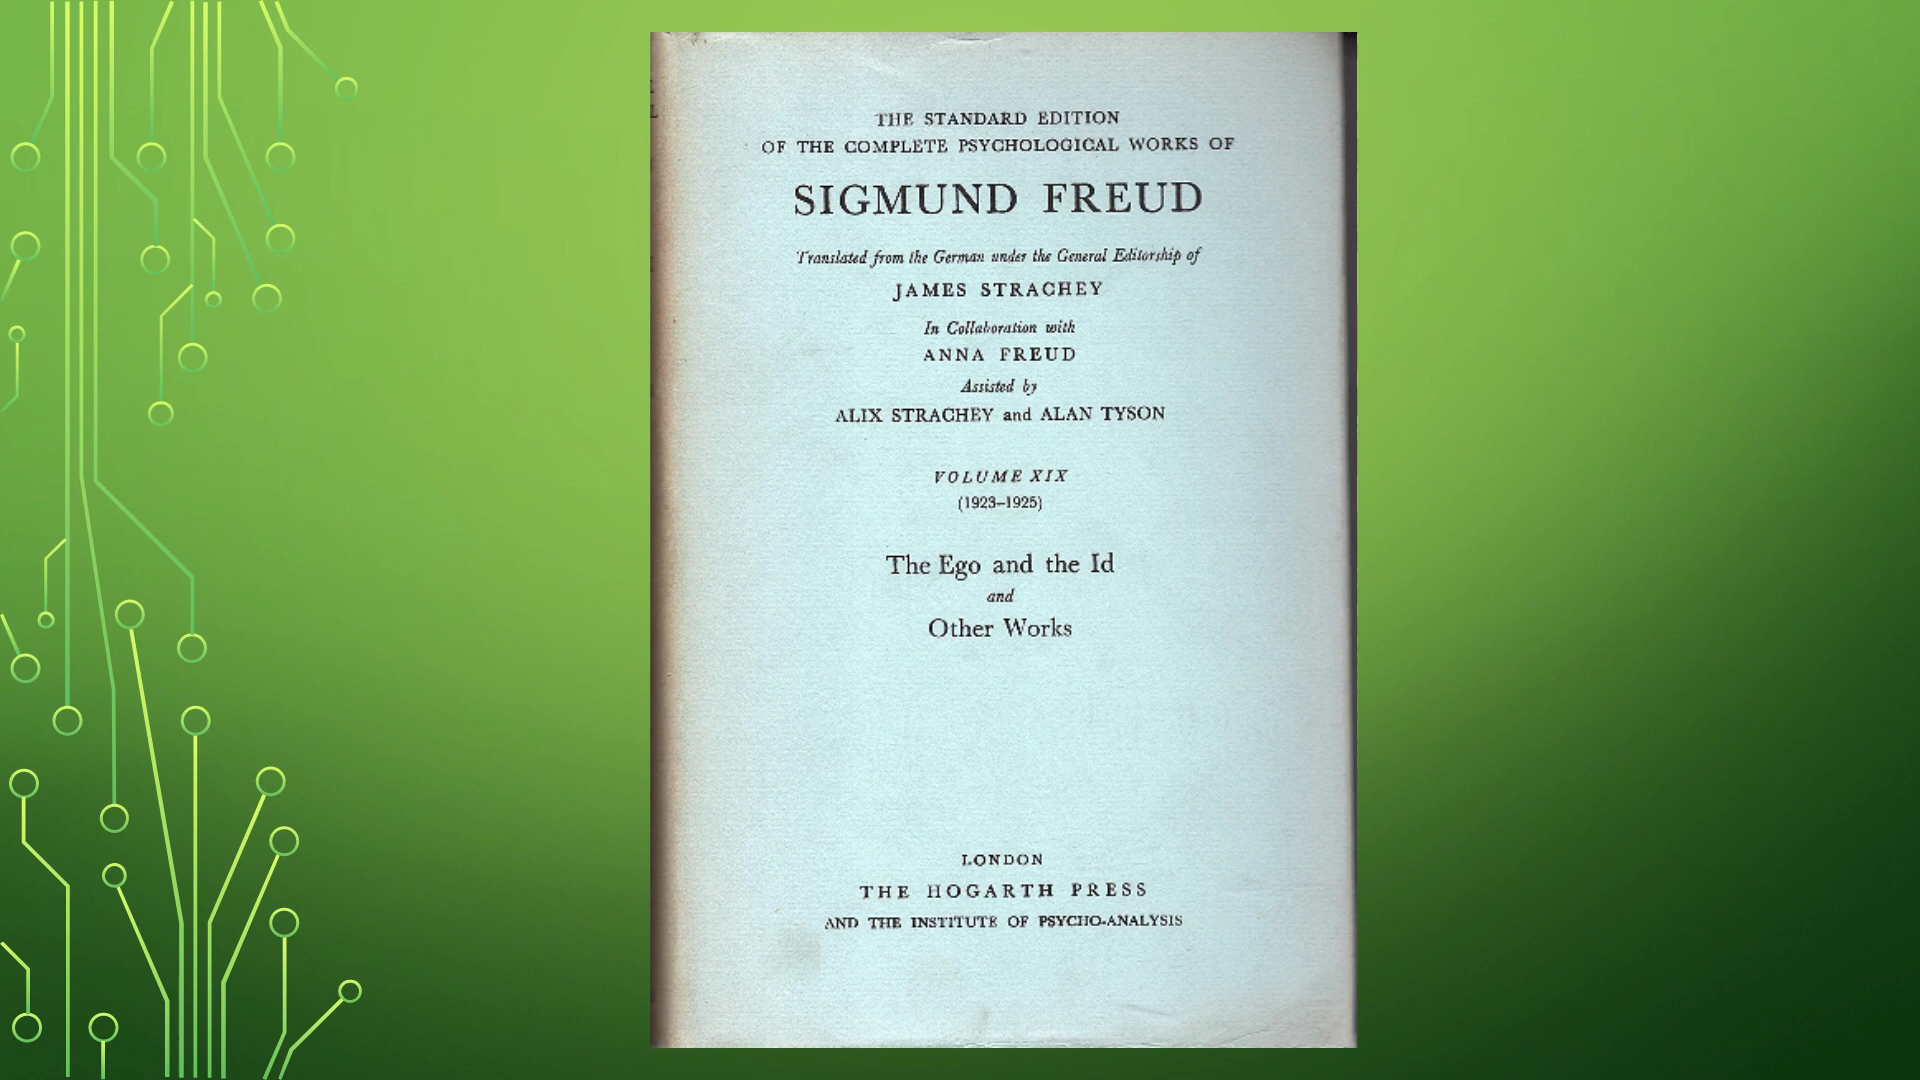 THE STANDARD EDITION
OF THE COMPLETE PSYCHOLOGICAL WORKS OF
SIGMUND FREUD
Translated from the German under the General Editorship of
JAMES STRACHEY
In Collaboration with
ANNA FREUD
Assisted by
ALIX STRACHEY and ALAN TYSON
VOLUME XIX
(1923–1925)
The Ego and the Id
and
Other Works
LONDON
THE HOGARTH PRESS
AND THE INSTITUTE OF PSYCHO-ANALYSIS